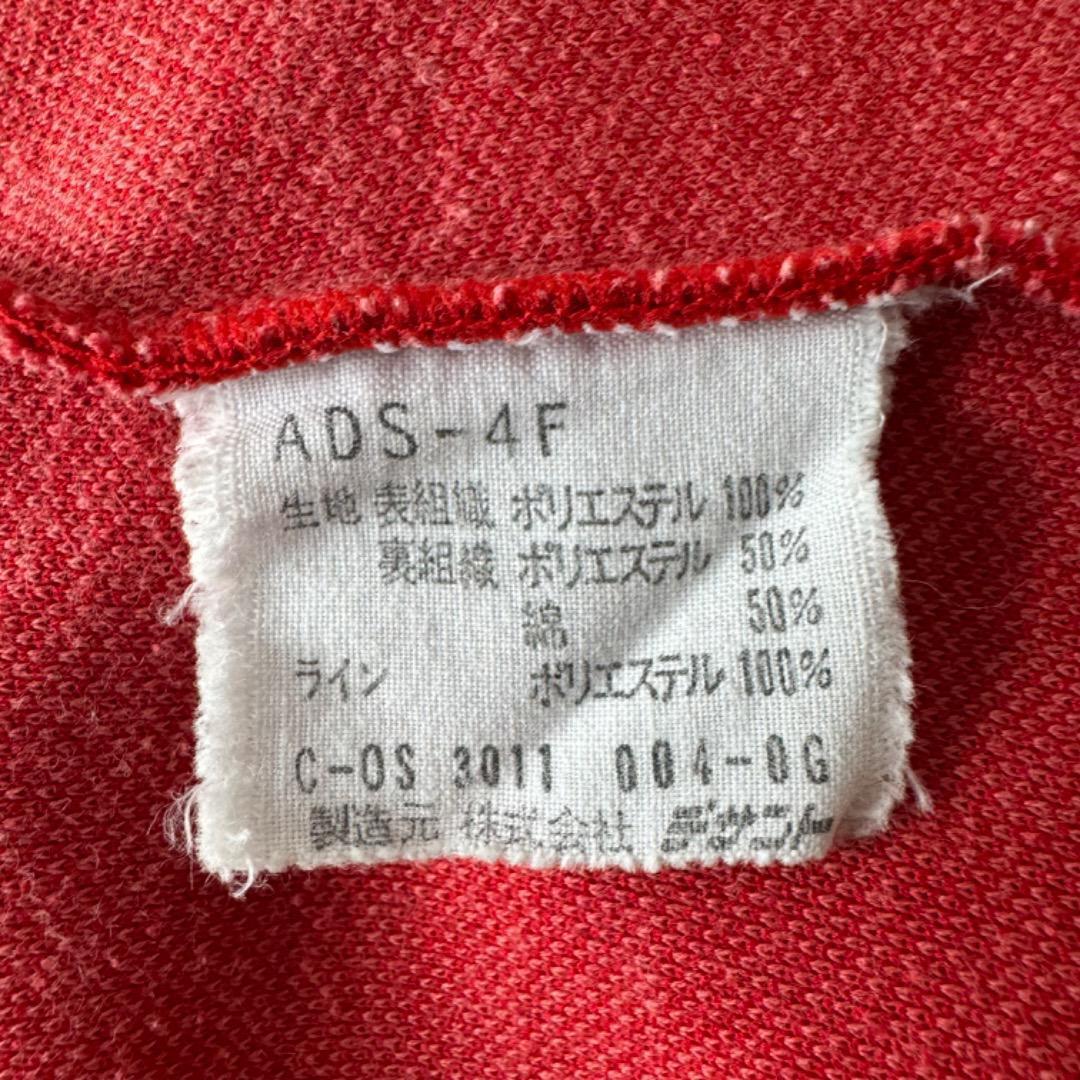 ADS-4F
生地 表組織 ポリエステル 100%
裏組織 ポリエステル 50%
綿 50%
ライン ポリエステル 100%
C-OS 3011 004-0G
製造元 株式会社 デサント